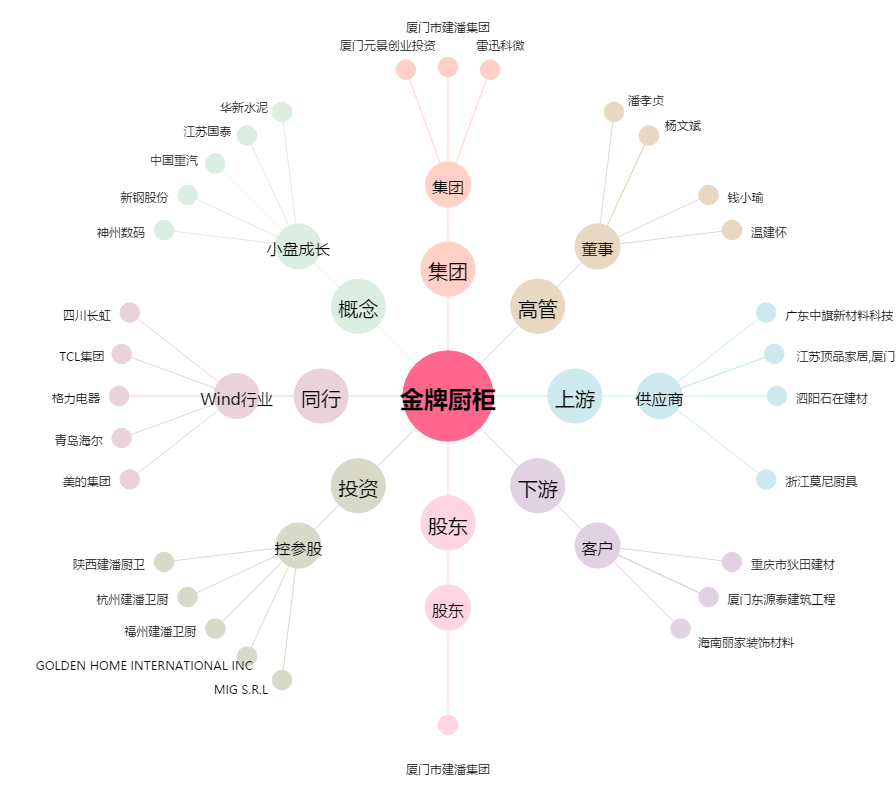 厦门市建潘集团
厦门元景创业投资
雷迅科微
集团
集团
潘孝贞
杨文斌
钱小瑜
温建怀
董事
高管
广东中旗新材料科技
江苏顶品家居,厦门
泗阳石在建材
浙江莫尼厨具
供应商
上游
重庆市狄田建材
厦门东源泰建筑工程
海南丽家装饰材料
客户
下游
股东
股东
厦门市建潘集团
投资
控参股
陕西建潘厨卫
杭州建潘卫厨
福州建潘卫厨
GOLDEN HOME INTERNATIONAL INC
MIG S.R.L
同行
Wind行业
四川长虹
TCL集团
格力电器
青岛海尔
美的集团
概念
小盘成长
华新水泥
江苏国泰
中国重汽
新钢股份
神州数码
金牌厨柜